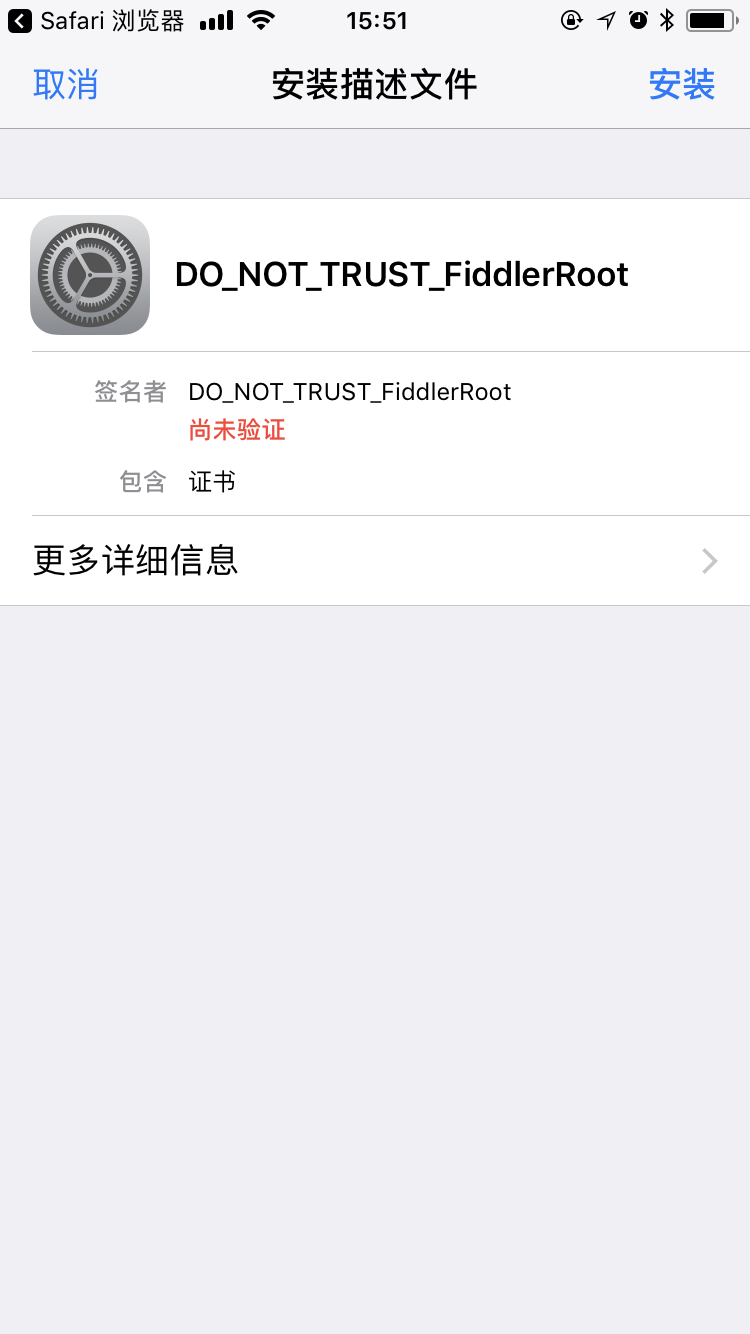 Safari 浏览器 15:51
取消 安装描述文件 安装
DO_NOT_TRUST_FiddlerRoot
签名者 DO_NOT_TRUST_FiddlerRoot
尚未验证
包含 证书
更多详细信息